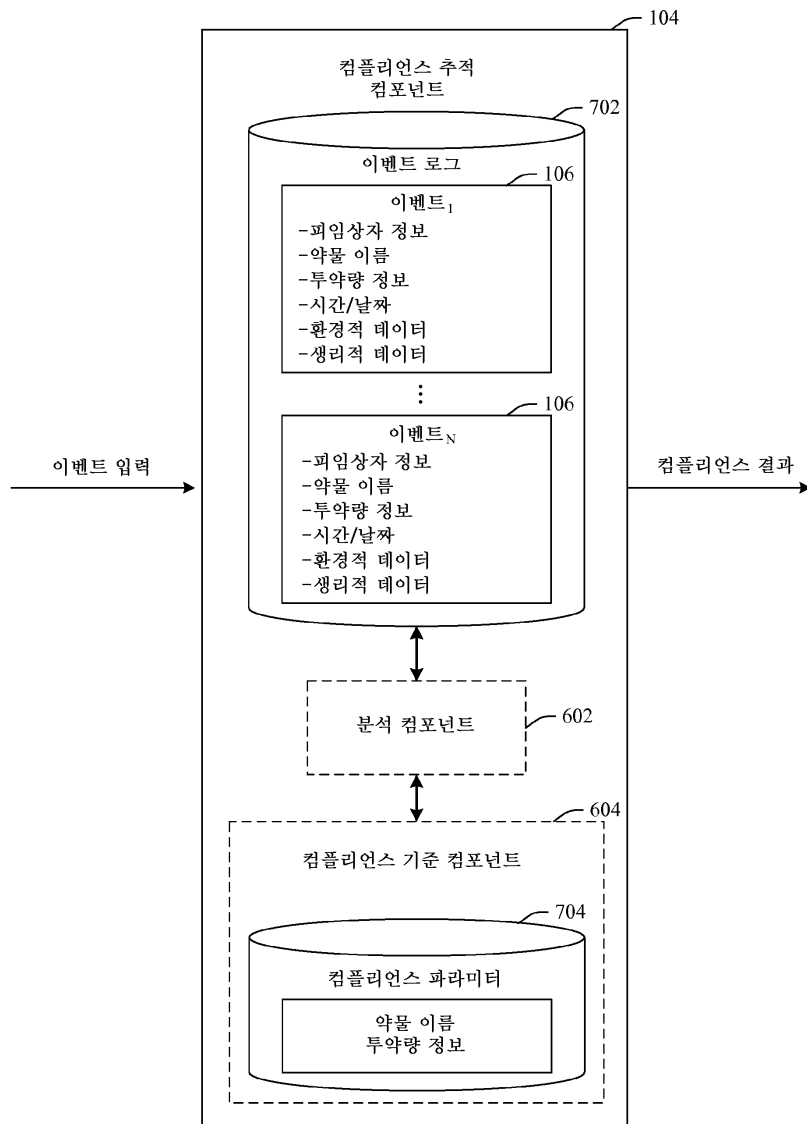 104
컴플리언스 추적
컴포넌트
702
이벤트 로그
106
이벤트1
-피임상자 정보
-약물 이름
-투약량 정보
-시간/날짜
-환경적 데이터
-생리적 데이터
106
이벤트N
-피임상자 정보
-약물 이름
-투약량 정보
-시간/날짜
-환경적 데이터
-생리적 데이터
이벤트 입력
컴플리언스 결과
분석 컴포넌트
602
604
컴플리언스 기준 컴포넌트
704
컴플리언스 파라미터
약물 이름
투약량 정보